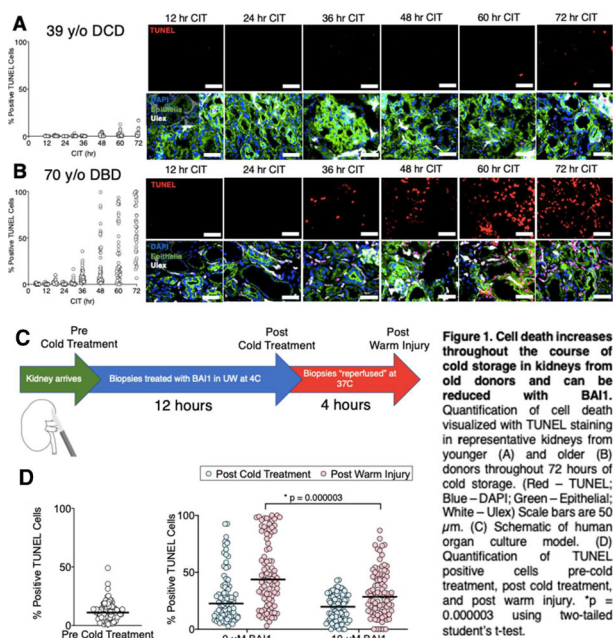 A
39 y/o DCD
12 hr CIT
24 hr CIT
36 hr CIT
48 hr CIT
60 hr CIT
72 hr CIT
% Positive TUNEL Cells
100
50
0
0
12
24
36
48
60
72
CIT (hr)
TUNEL
DAPI
Epithelia
Ulex
B
70 y/o DBD
12 hr CIT
24 hr CIT
36 hr CIT
48 hr CIT
60 hr CIT
72 hr CIT
% Positive TUNEL Cells
100
50
0
0
12
24
36
48
60
72
CIT (hr)
TUNEL
DAPI
Epithelia
Ulex
C
Pre
Cold Treatment
Post
Cold Treatment
Post
Warm Injury
Kidney arrives
Biopsies treated with BAI1 in UW at 4C
Biopsies "reperfused" at
37C
12 hours
4 hours
Figure 1. Cell death increases
throughout the course of
cold storage in kidneys from
old donors and can be
reduced with BAI1.
Quantification of cell death
visualized with TUNEL staining
in representative kidneys from
younger (A) and older (B)
donors throughout 72 hours of
cold storage. (Red – TUNEL;
Blue – DAPI; Green – Epithelial;
White – Ulex) Scale bars are 50
µm. (C) Schematic of human
organ culture model. (D)
Quantification of TUNEL
positive cells pre-cold
treatment, post cold treatment,
and post warm injury. *p =
0.000003 using two-tailed
student's t-test.
D
Post Cold Treatment
Post Warm Injury
* p = 0.000003
% Positive TUNEL Cells
100
50
0
Pre Cold Treatment
% Positive TUNEL Cells
100
50
0